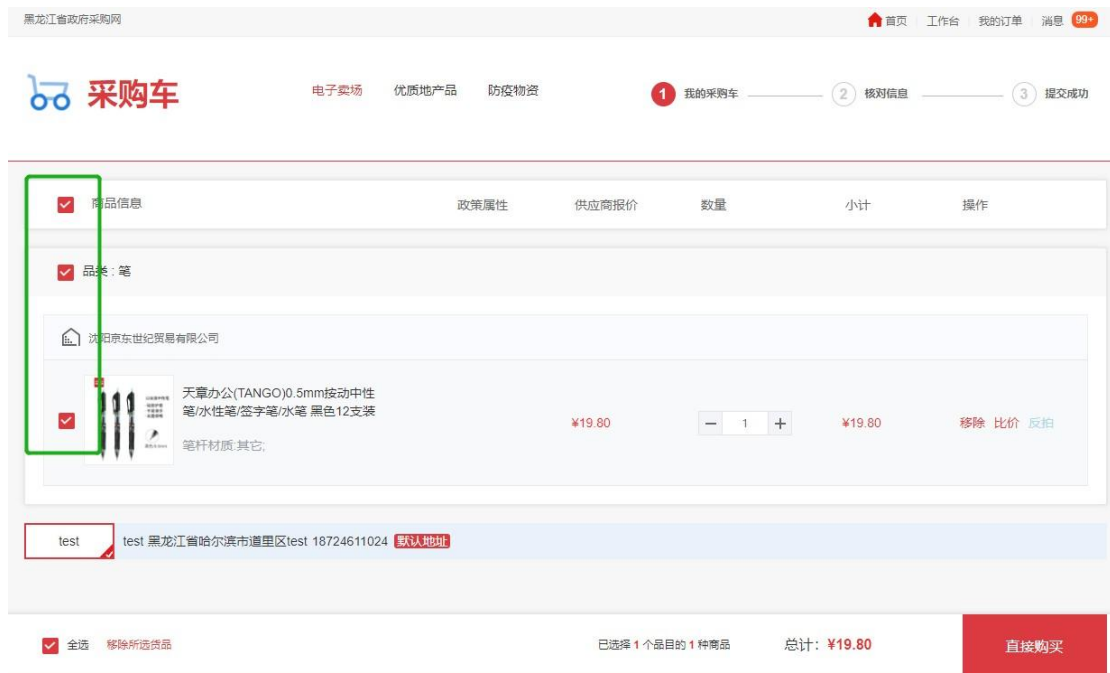 黑龙江省政府采购网
首页 工作台 我的订单 消息 99+
采购车 电子卖场 优质地产品 防疫物资 1 我的采购车 2 核对信息 3 提交成功
商品信息 政策属性 供应商报价 数量 小计 操作
品类 : 笔
沈阳京东世纪贸易有限公司
天章办公(TANGO)0.5mm按动中性
笔/水性笔/签字笔/水笔 黑色12支装
笔杆材质:其它;
¥19.80 — 1 + ¥19.80 移除 比价 反拍
test test 黑龙江省哈尔滨市道里区test 18724611024 默认地址
全选 移除所选货品 已选择 1 个品目的 1 种商品 总计: ¥19.80 直接购买